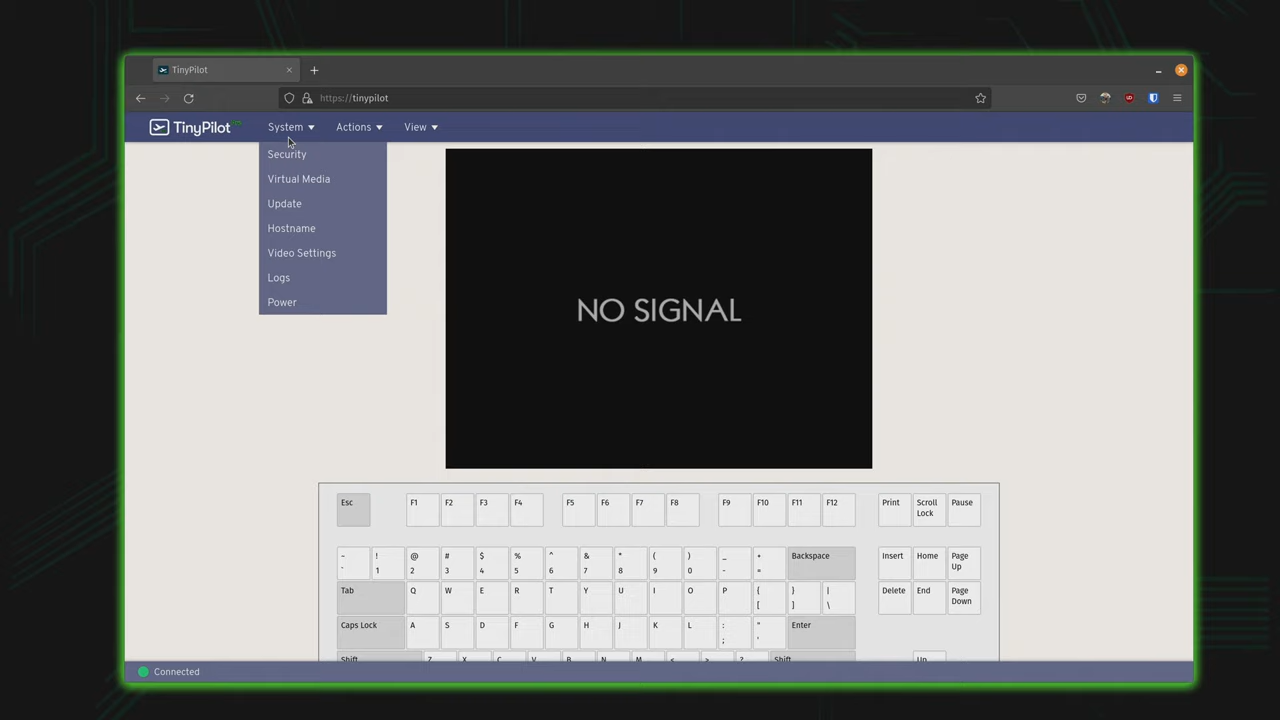 TinyPilot
https://tinypilot
TinyPilot System Actions View
Security
Virtual Media
Update
Hostname
Video Settings
Logs
Power
NO SIGNAL
Esc F1 F2 F3 F4 F5 F6 F7 F8 F9 F10 F11 F12 Print Scroll Lock Pause
~ ! @ # $ % ^ & * ( ) _ + Backspace Insert Home Page Up
` 1 2 3 4 5 6 7 8 9 0 - =
Tab Q W E R T Y U I O P { } | Delete End Page Down
[ ] \
Caps Lock A S D F G H J K L : " Enter
; '
Shift Z X C V B N M < > ? Shift Up
Connected